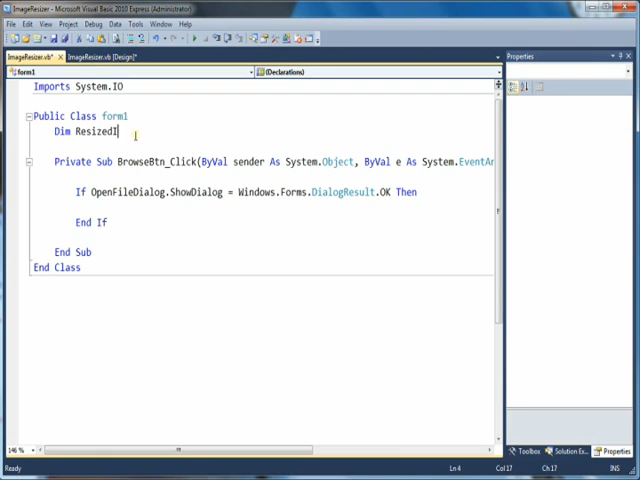 ImageResizer - Microsoft Visual Basic 2010 Express (Administrator)
File Edit View Project Debug Data Tools Window Help
ImageResizer.vb* ImageResizer.vb [Design]*
form1 (Declarations)
Imports System.IO
Public Class form1
Dim ResizedI
Private Sub BrowseBtn_Click(ByVal sender As System.Object, ByVal e As System.EventAr
If OpenFileDialog.ShowDialog = Windows.Forms.DialogResult.OK Then
End If
End Sub
End Class
Properties
146 %
Toolbox Solution Ex... Properties
Ready Ln 4 Col 17 Ch 17 INS